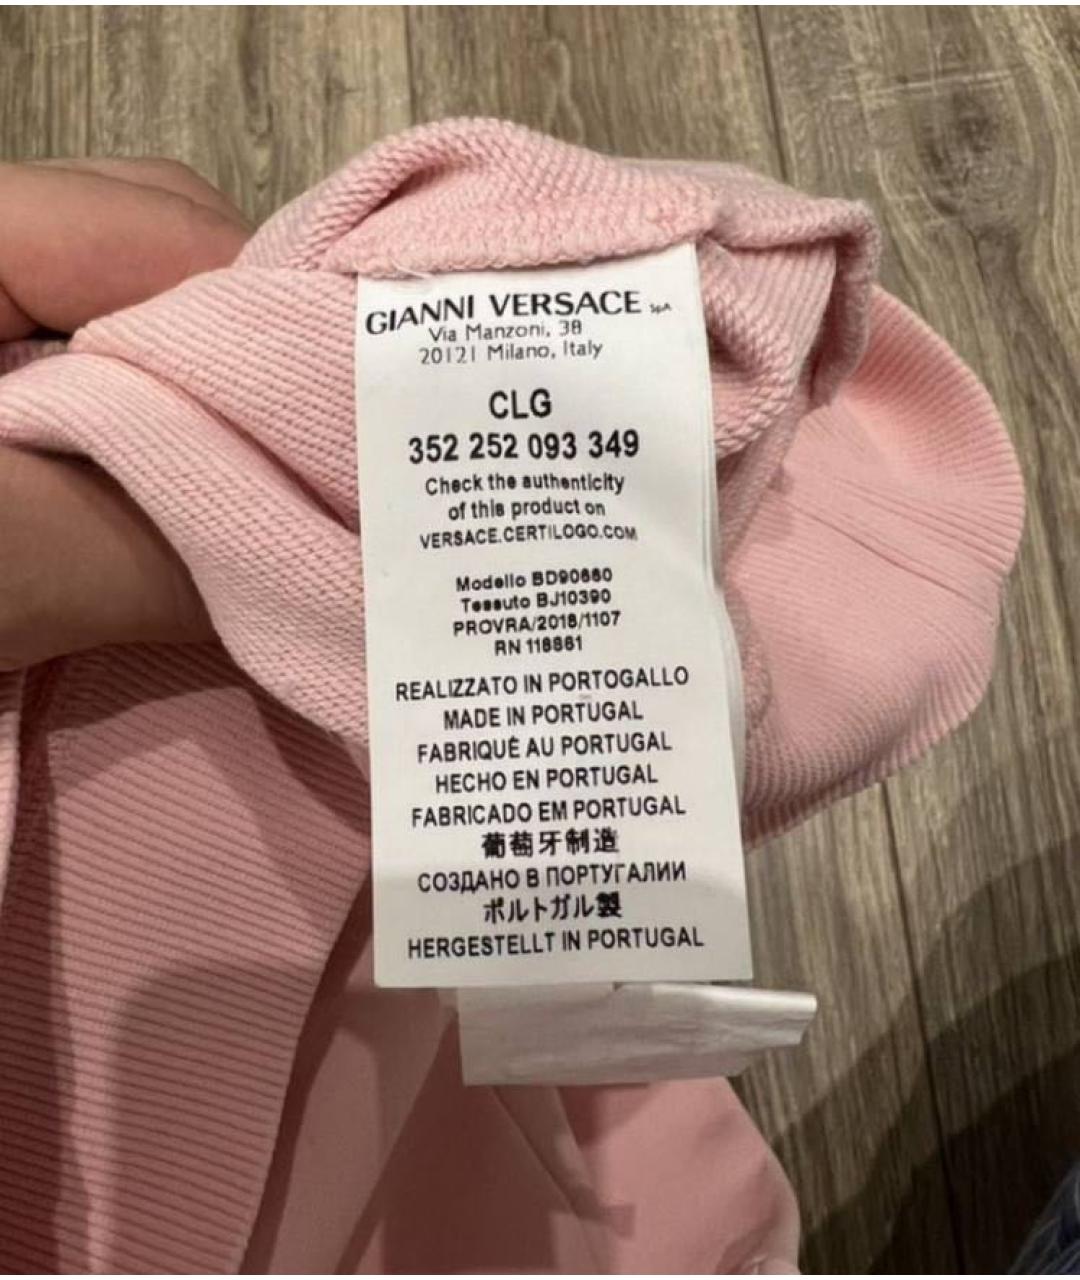 GIANNI VERSACE SpA
Via Manzoni, 38
20121 Milano, Italy
CLG
352 252 093 349
Check the authenticity
of this product on
VERSACE.CERTILOGO.COM
Modello BD90660
Tessuto BJ10390
PROVRA/2018/1107
RN 118861
REALIZZATO IN PORTOGALLO
MADE IN PORTUGAL
FABRIQUÉ AU PORTUGAL
HECHO EN PORTUGAL
FABRICADO EM PORTUGAL
葡萄牙制造
СОЗДАНО В ПОРТУГАЛИИ
ポルトガル製
HERGESTELLT IN PORTUGAL